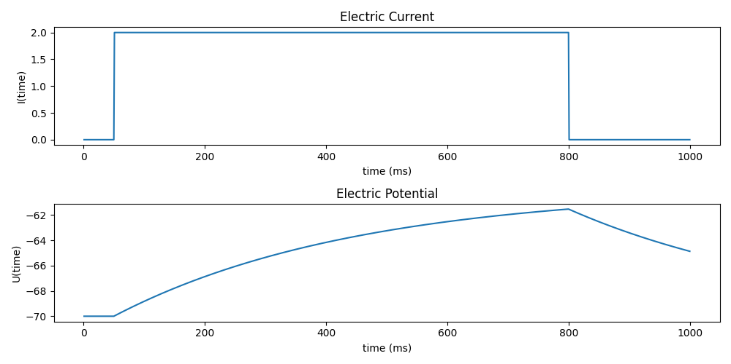 Electric Current
2.0
1.5
1.0
0.5
0.0
I(time)
0 200 400 600 800 1000
time (ms)
Electric Potential
−62
−64
−66
−68
−70
U(time)
0 200 400 600 800 1000
time (ms)